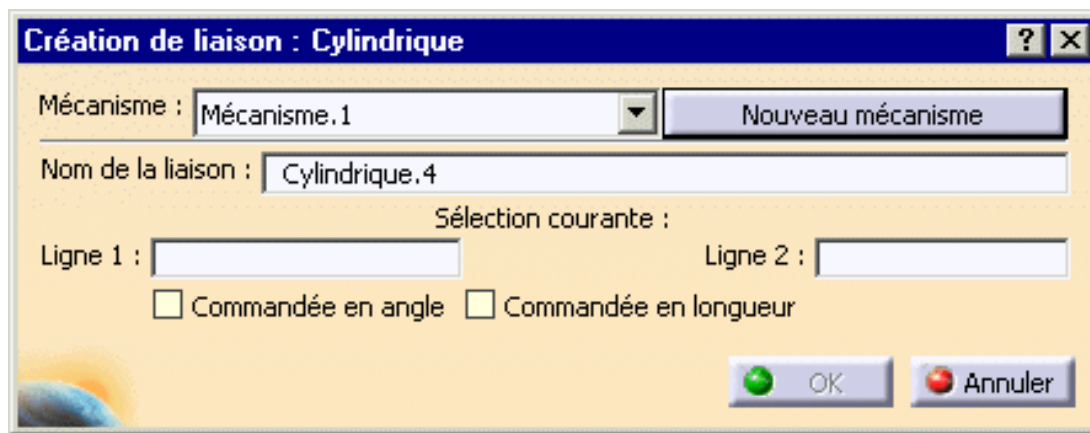 Création de liaison : Cylindrique ? X
Mécanisme : Mécanisme.1 Nouveau mécanisme
Nom de la liaison : Cylindrique.4
Sélection courante :
Ligne 1 : Ligne 2 :
Commandée en angle Commandée en longueur
OK Annuler